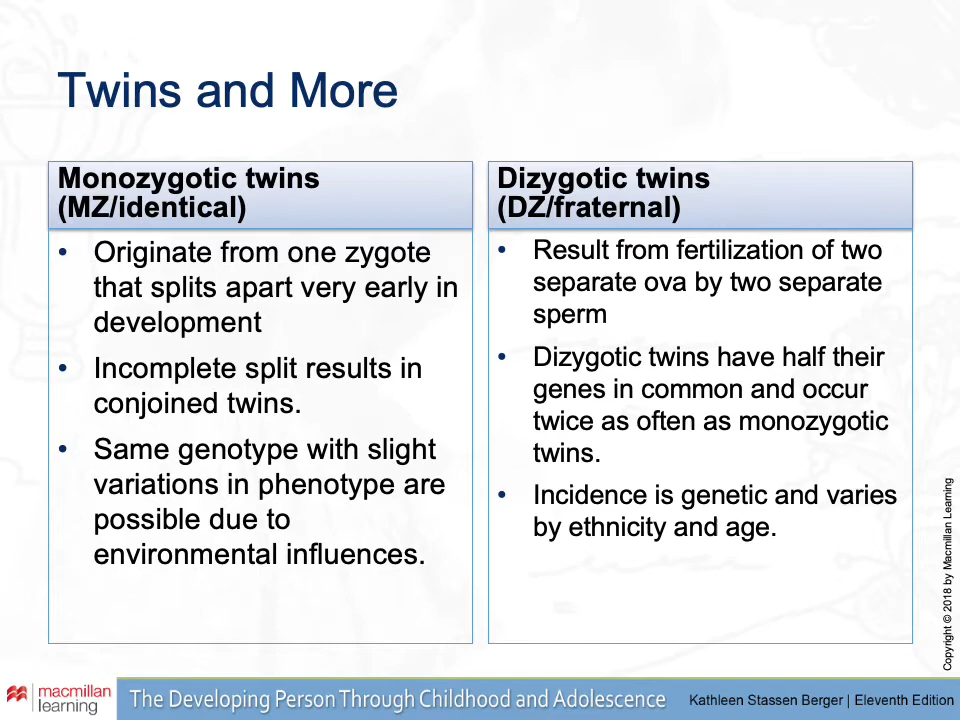 Twins and More
Monozygotic twins
(MZ/identical)
• Originate from one zygote
that splits apart very early in
development
• Incomplete split results in
conjoined twins.
• Same genotype with slight
variations in phenotype are
possible due to
environmental influences.
Dizygotic twins
(DZ/fraternal)
• Result from fertilization of two
separate ova by two separate
sperm
• Dizygotic twins have half their
genes in common and occur
twice as often as monozygotic
twins.
• Incidence is genetic and varies
by ethnicity and age.
Copyright © 2018 by Macmillan Learning
macmillan
learning
The Developing Person Through Childhood and Adolescence
Kathleen Stassen Berger | Eleventh Edition